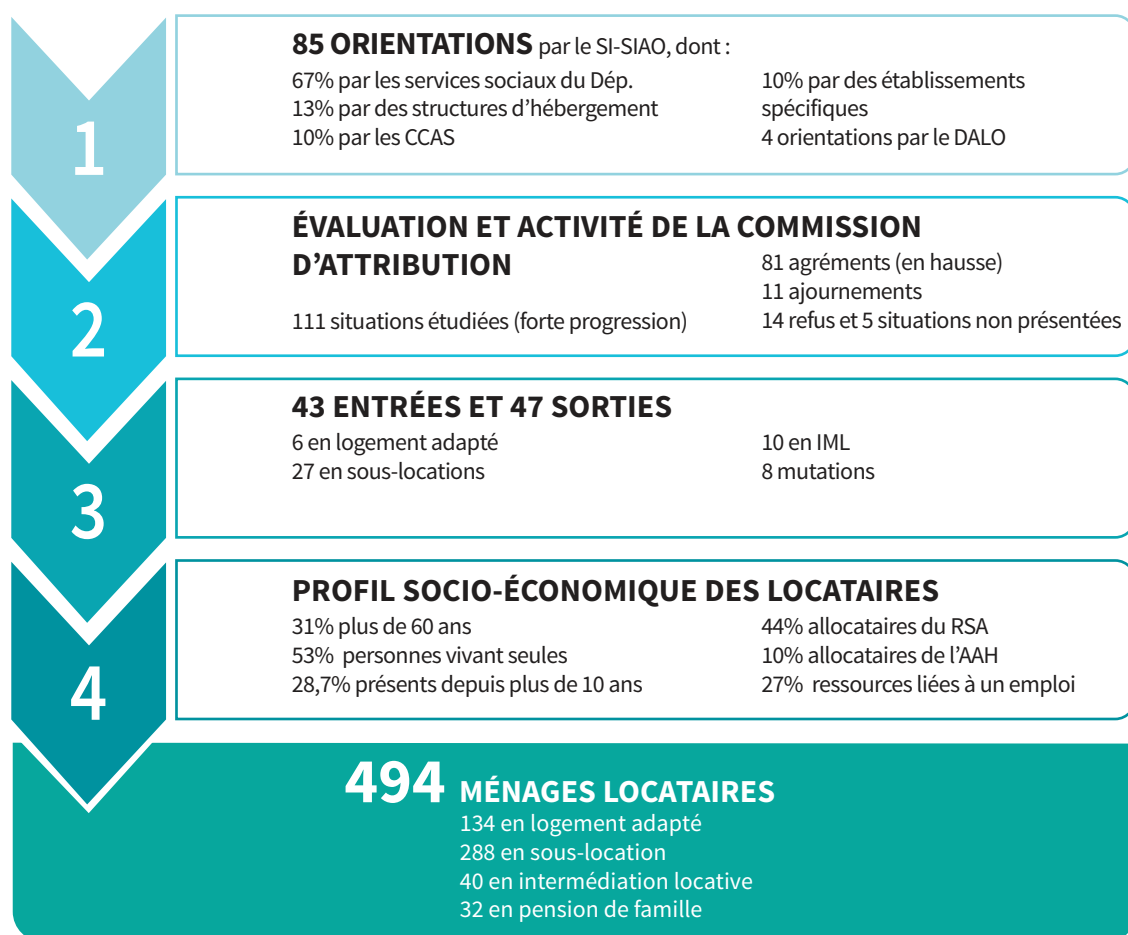 1
85 ORIENTATIONS par le SI-SIAO, dont :
67% par les services sociaux du Dép.
13% par des structures d'hébergement
10% par les CCAS
10% par des établissements
spécifiques
4 orientations par le DALO
2
ÉVALUATION ET ACTIVITÉ DE LA COMMISSION
D'ATTRIBUTION
111 situations étudiées (forte progression)
81 agréments (en hausse)
11 ajournements
14 refus et 5 situations non présentées
3
43 ENTRÉES ET 47 SORTIES
6 en logement adapté
27 en sous-locations
10 en IML
8 mutations
4
PROFIL SOCIO-ÉCONOMIQUE DES LOCATAIRES
31% plus de 60 ans
53% personnes vivant seules
28,7% présents depuis plus de 10 ans
44% allocataires du RSA
10% allocataires de l'AAH
27% ressources liées à un emploi
494 MÉNAGES LOCATAIRES
134 en logement adapté
288 en sous-location
40 en intermédiation locative
32 en pension de famille